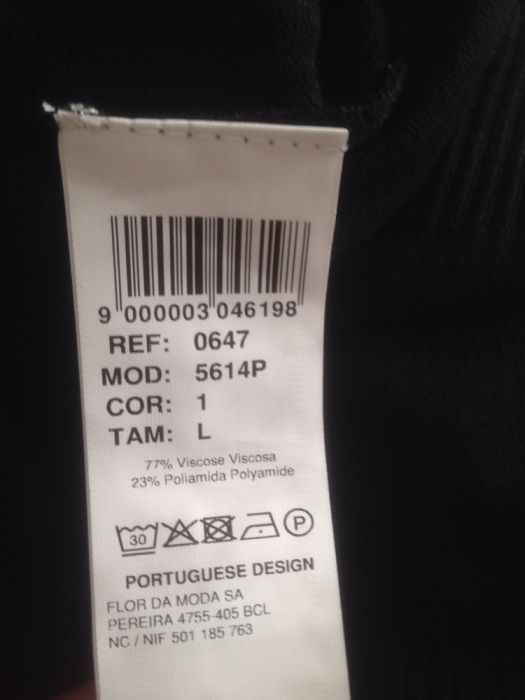 9 000003 046198
REF: 0647
MOD: 5614P
COR: 1
TAM: L
77% Viscose Viscosa
23% Poliamida Polyamide
30 P
PORTUGUESE DESIGN
FLOR DA MODA SA
PEREIRA 4755-405 BCL
NC / NIF 501 185 763